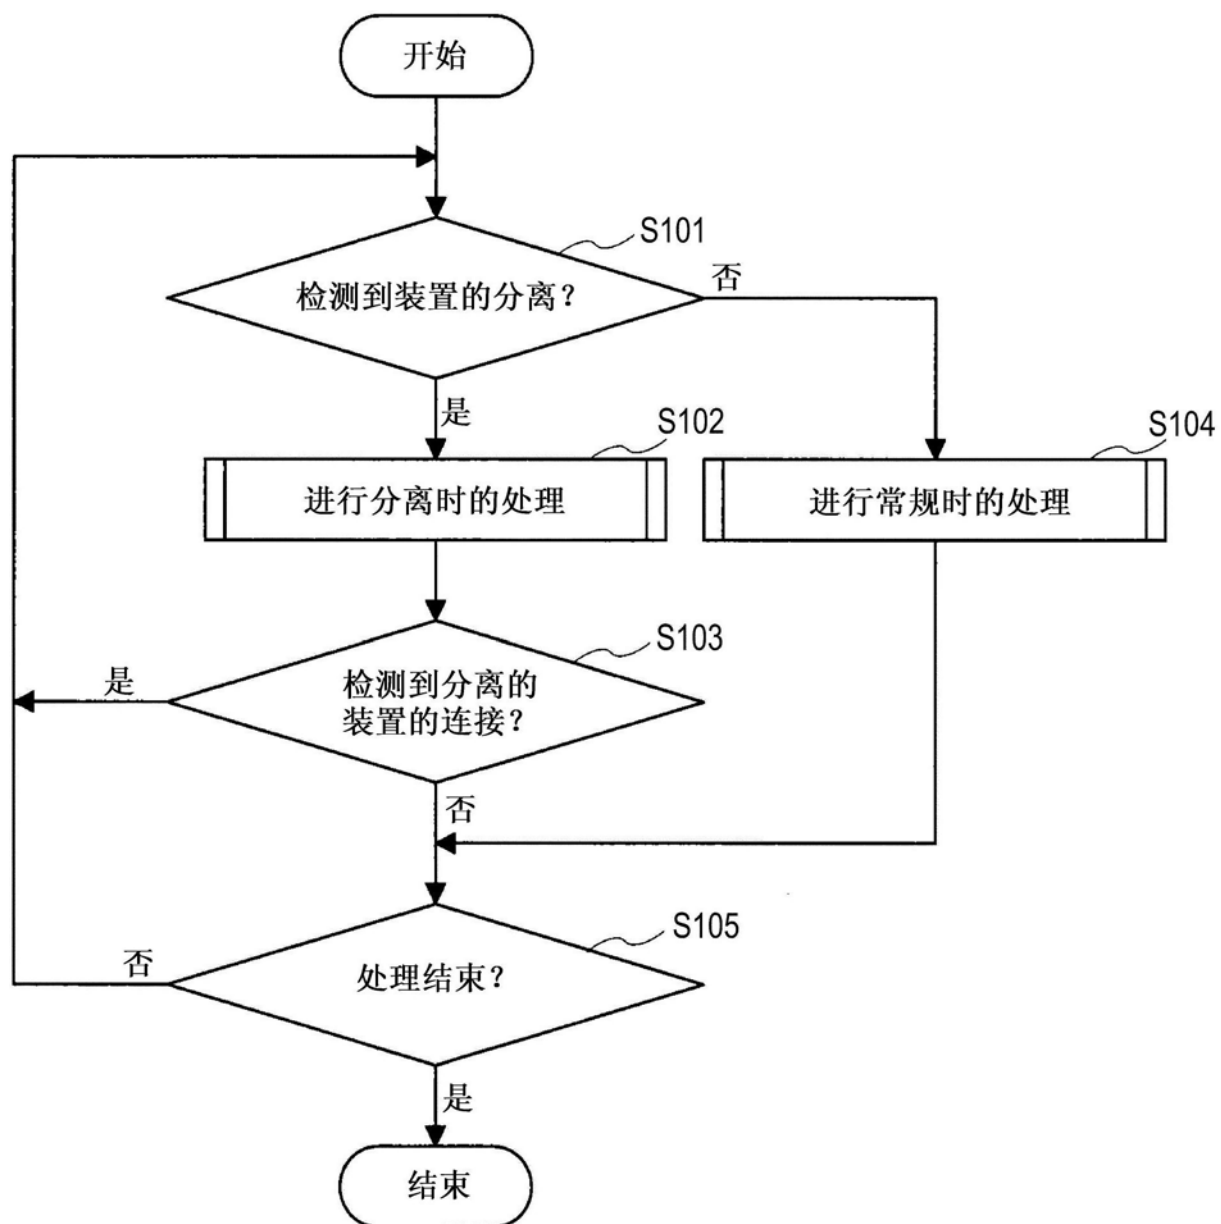 开始
S101
检测到装置的分离？
否
是
S102
进行分离时的处理
S104
进行常规时的处理
S103
检测到分离的
装置的连接？
是
否
S105
处理结束？
否
是
结束